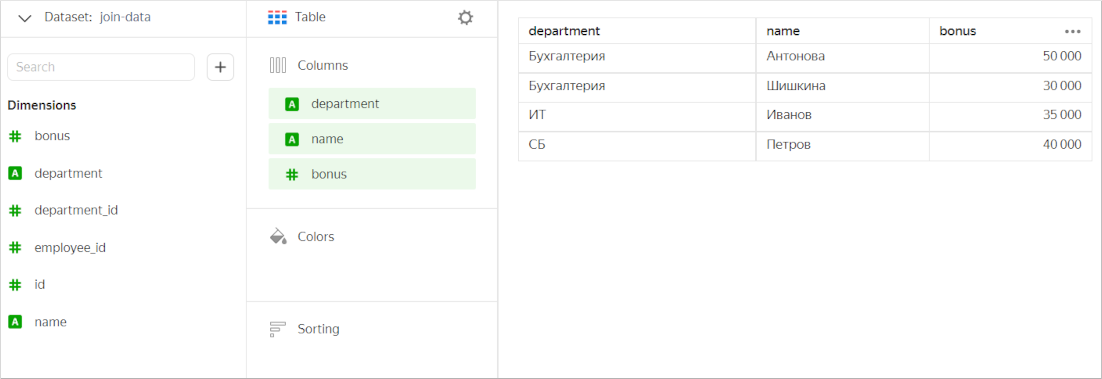 Dataset: join-data
Search
Dimensions
bonus
department
department_id
employee_id
id
name
Table
Columns
department
name
bonus
Colors
Sorting
department name bonus
Бухгалтерия Антонова 50 000
Бухгалтерия Шишкина 30 000
ИТ Иванов 35 000
СБ Петров 40 000